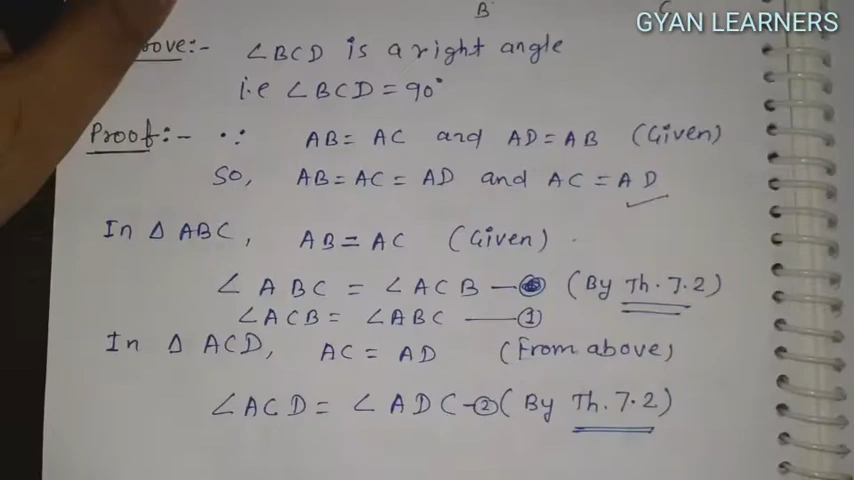 B C
GYAN LEARNERS
ove:- ∠BCD is a right angle
i.e ∠BCD = 90°
Proof:- ∵ AB = AC and AD = AB (Given)
So, AB = AC = AD and AC = AD
In △ ABC, AB = AC (Given)
∠ ABC = ∠ ACB — (By Th. 7.2)
∠ACB = ∠ABC — ①
In △ ACD, AC = AD (From above)
∠ACD = ∠ ADC - ② (By Th. 7.2)